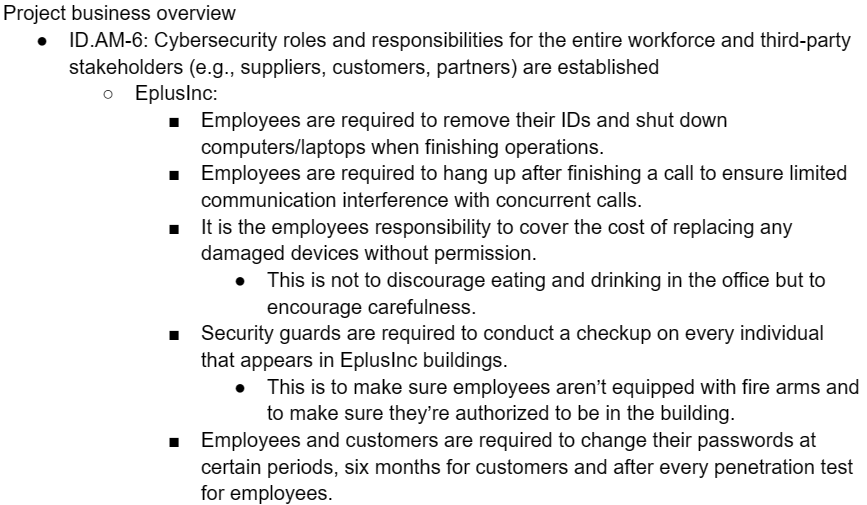 Project business overview
● ID.AM-6: Cybersecurity roles and responsibilities for the entire workforce and third-party
stakeholders (e.g., suppliers, customers, partners) are established
○ EplusInc:
■ Employees are required to remove their IDs and shut down
computers/laptops when finishing operations.
■ Employees are required to hang up after finishing a call to ensure limited
communication interference with concurrent calls.
■ It is the employees responsibility to cover the cost of replacing any
damaged devices without permission.
● This is not to discourage eating and drinking in the office but to
encourage carefulness.
■ Security guards are required to conduct a checkup on every individual
that appears in EplusInc buildings.
● This is to make sure employees aren’t equipped with fire arms and
to make sure they’re authorized to be in the building.
■ Employees and customers are required to change their passwords at
certain periods, six months for customers and after every penetration test
for employees.